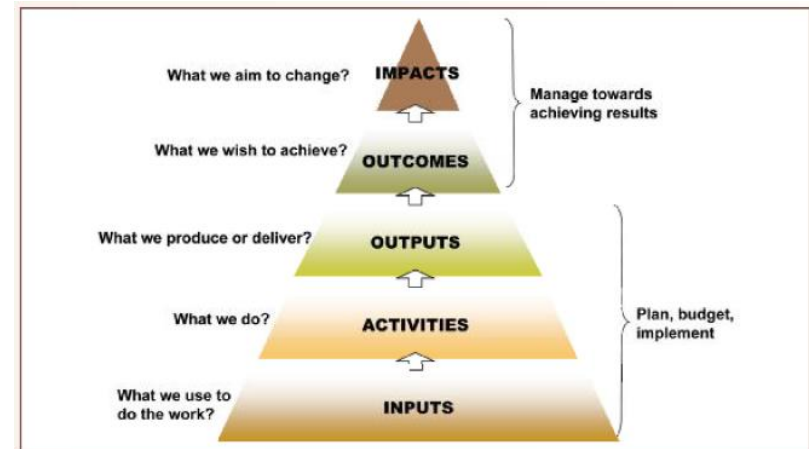 What we aim to change?
IMPACTS
Manage towards
achieving results
What we wish to achieve?
OUTCOMES
What we produce or deliver?
OUTPUTS
What we do?
ACTIVITIES
Plan, budget,
implement
What we use to
do the work?
INPUTS